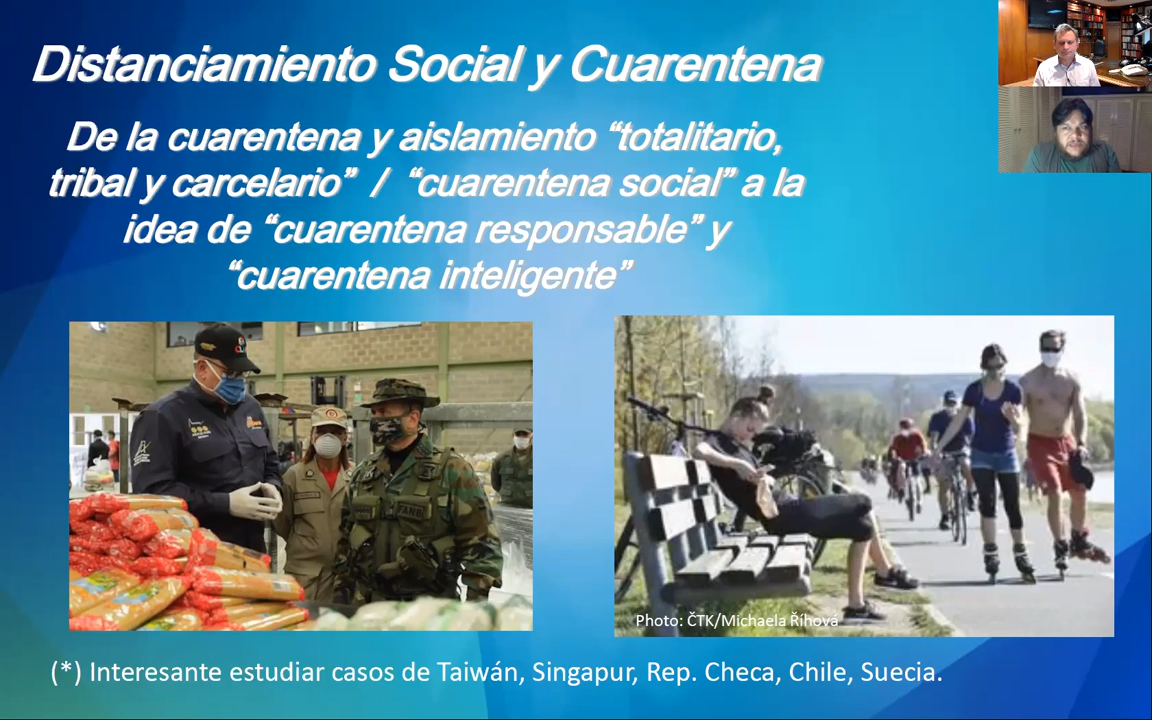 Distanciamiento Social y Cuarentena
De la cuarentena y aislamiento “totalitario,
tribal y carcelario” / “cuarentena social” a la
idea de “cuarentena responsable” y
“cuarentena inteligente”
FANB
Photo: ČTK/Michaela Říhová
(*) Interesante estudiar casos de Taiwán, Singapur, Rep. Checa, Chile, Suecia.